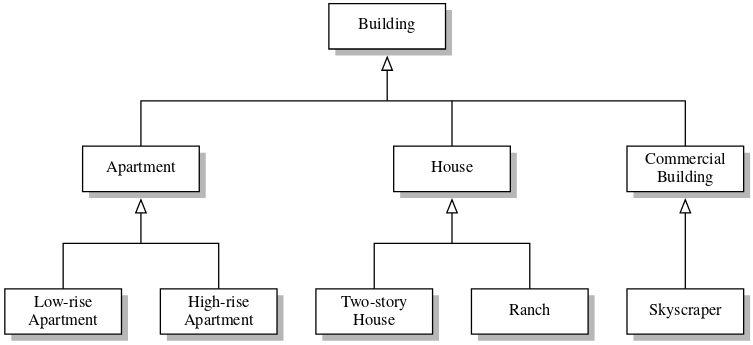 Building
Apartment
House
Commercial
Building
Low-rise
Apartment
High-rise
Apartment
Two-story
House
Ranch
Skyscraper